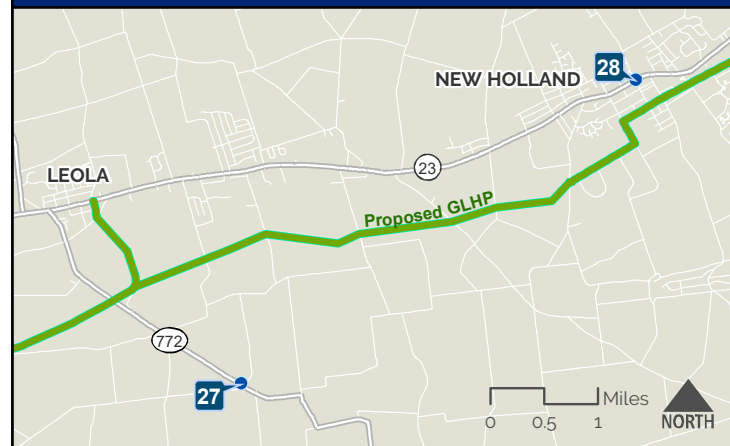 NEW HOLLAND
28
23
LEOLA
Proposed GLHP
772
27
Miles
0 0.5 1
NORTH